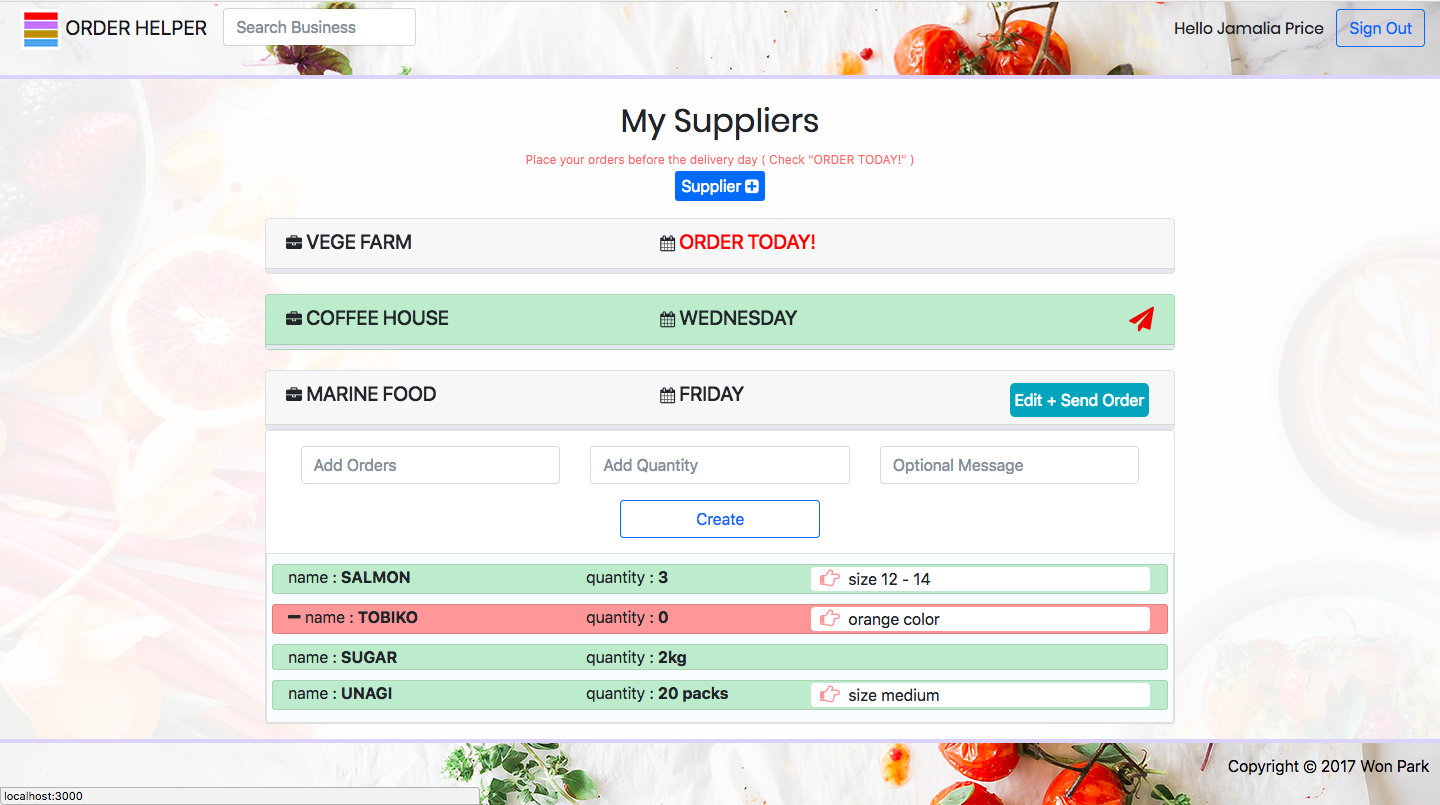 ORDER HELPER
Search Business
Hello Jamalia Price
Sign Out
My Suppliers
Place your orders before the delivery day ( Check "ORDER TODAY!" )
Supplier
VEGE FARM
ORDER TODAY!
COFFEE HOUSE
WEDNESDAY
MARINE FOOD
FRIDAY
Edit + Send Order
Add Orders
Add Quantity
Optional Message
Create
name : SALMON
quantity : 3
size 12 - 14
name : TOBIKO
quantity : 0
orange color
name : SUGAR
quantity : 2kg
name : UNAGI
quantity : 20 packs
size medium
Copyright © 2017 Won Park
localhost:3000